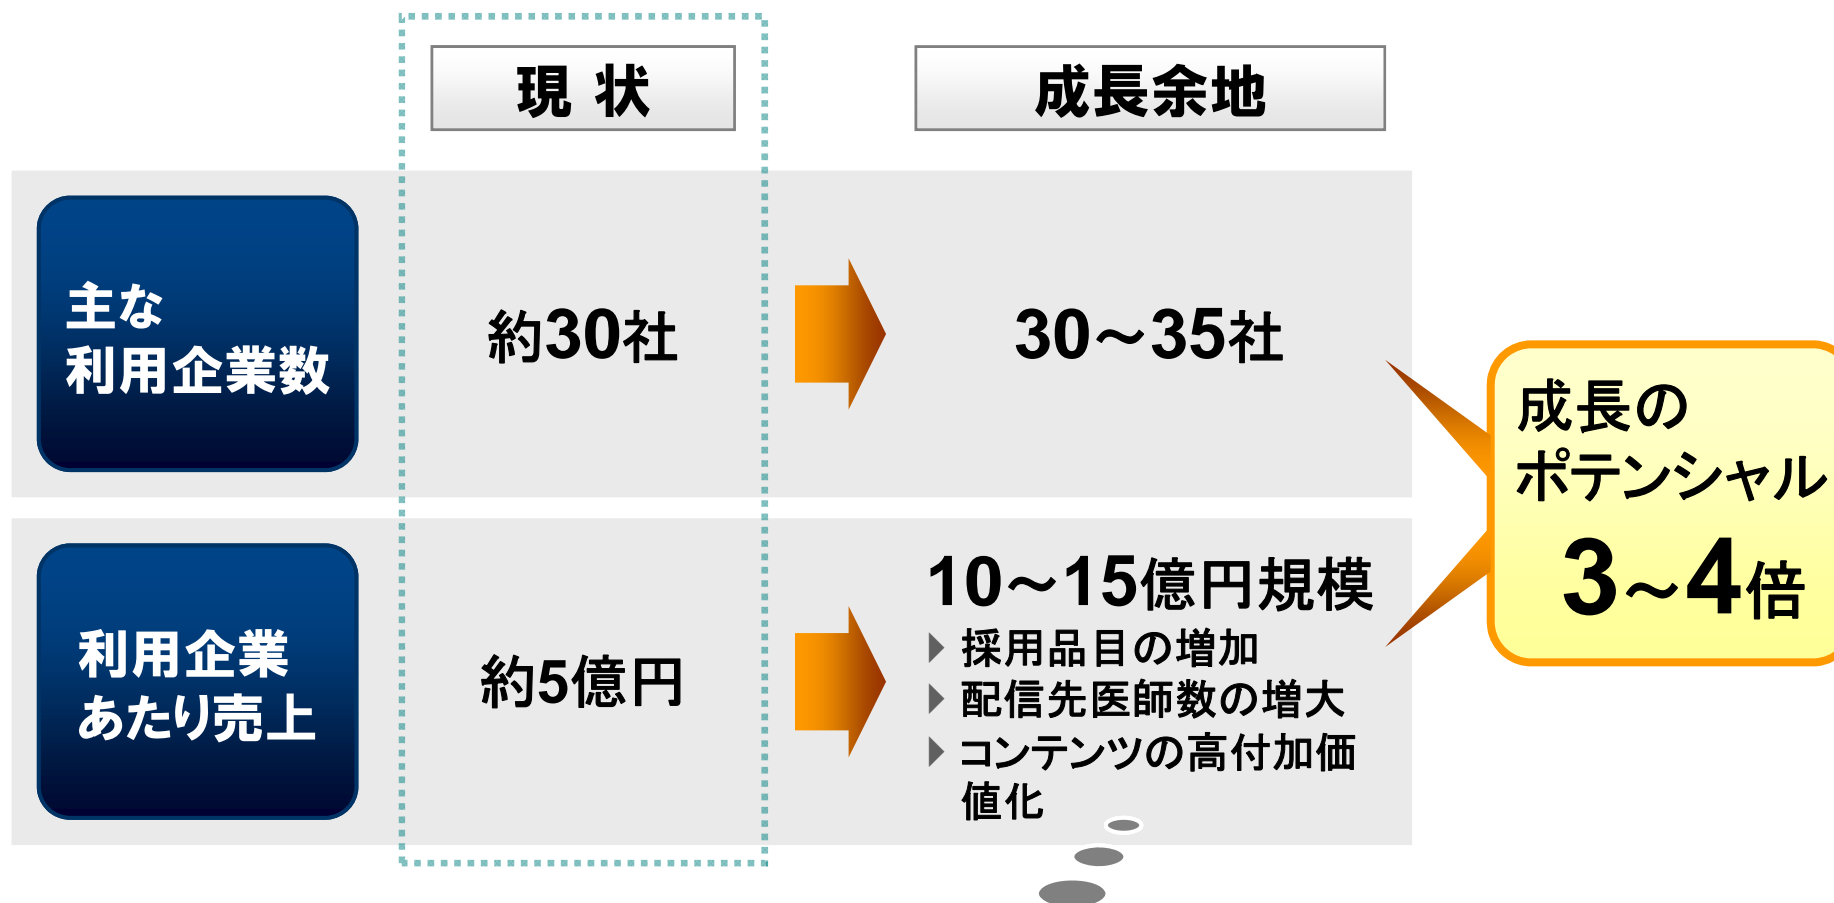 現 状
成長余地
主な
利用企業数
約30社
30～35社
利用企業
あたり売上
約5億円
10～15億円規模
採用品目の増加
配信先医師数の増大
コンテンツの高付加価
値化
成長の
ポテンシャル
3～4倍